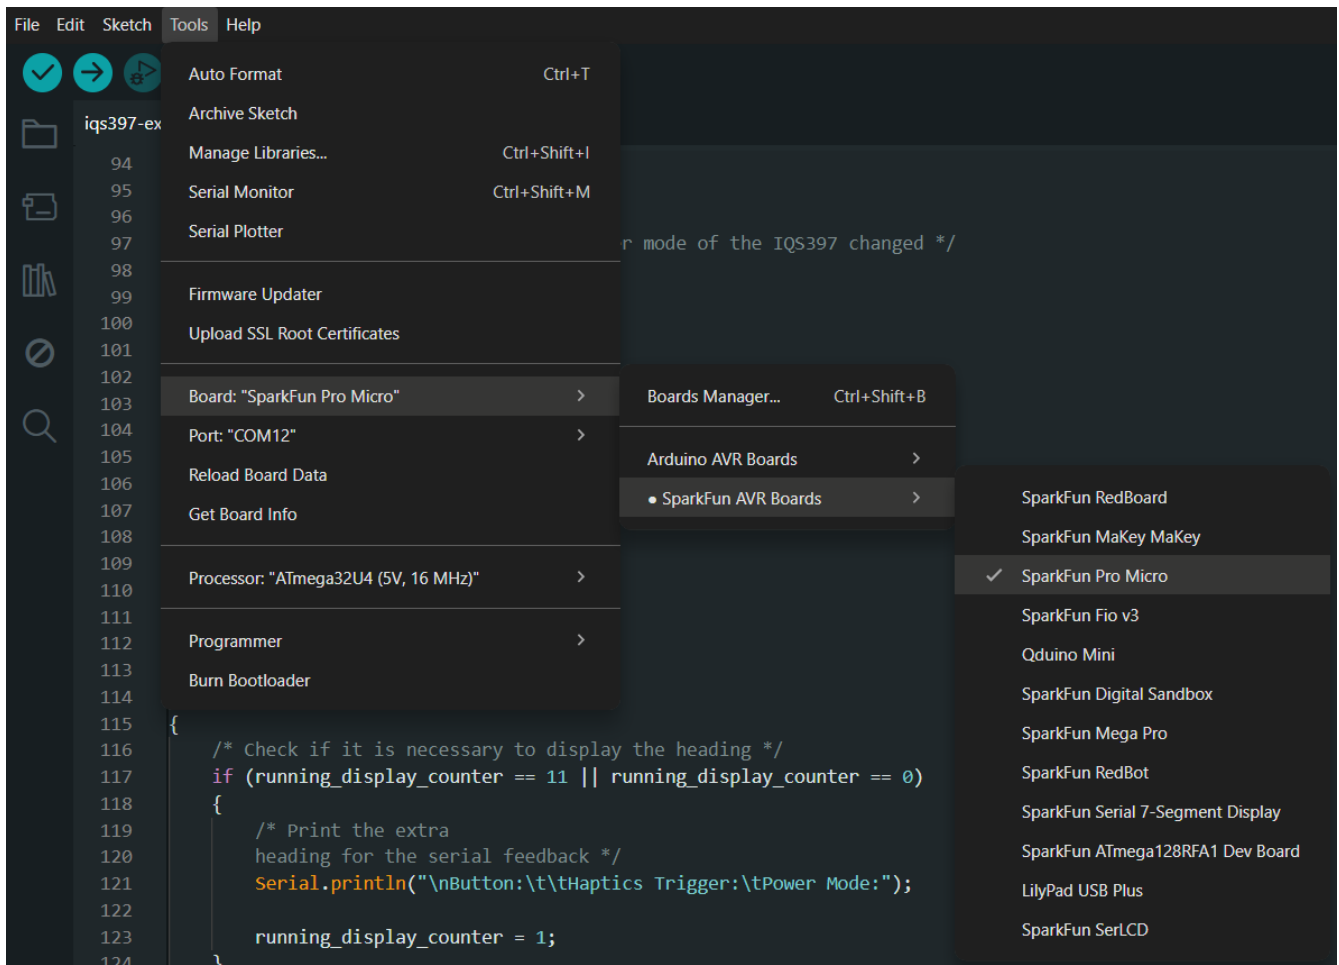 File Edit Sketch Tools Help
iqs397-ex
Auto Format Ctrl+T
Archive Sketch
Manage Libraries... Ctrl+Shift+I
Serial Monitor Ctrl+Shift+M
Serial Plotter
Firmware Updater
Upload SSL Root Certificates
Board: "SparkFun Pro Micro"
Port: "COM12"
Reload Board Data
Get Board Info
Processor: "ATmega32U4 (5V, 16 MHz)"
Programmer
Burn Bootloader
Boards Manager... Ctrl+Shift+B
Arduino AVR Boards
● SparkFun AVR Boards
SparkFun RedBoard
SparkFun MaKey MaKey
✓ SparkFun Pro Micro
SparkFun Fio v3
Qduino Mini
SparkFun Digital Sandbox
SparkFun Mega Pro
SparkFun RedBot
SparkFun Serial 7-Segment Display
SparkFun ATmega128RFA1 Dev Board
LilyPad USB Plus
SparkFun SerLCD
94
95
96
97 r mode of the IQS397 changed */
98
99
100
101
102
103
104
105
106
107
108
109
110
111
112
113
114
115 {
116 /* Check if it is necessary to display the heading */
117 if (running_display_counter == 11 || running_display_counter == 0)
118 {
119 /* Print the extra
120 heading for the serial feedback */
121 Serial.println("\nButton:\t\tHaptics Trigger:\tPower Mode:");
122
123 running_display_counter = 1;
124 }